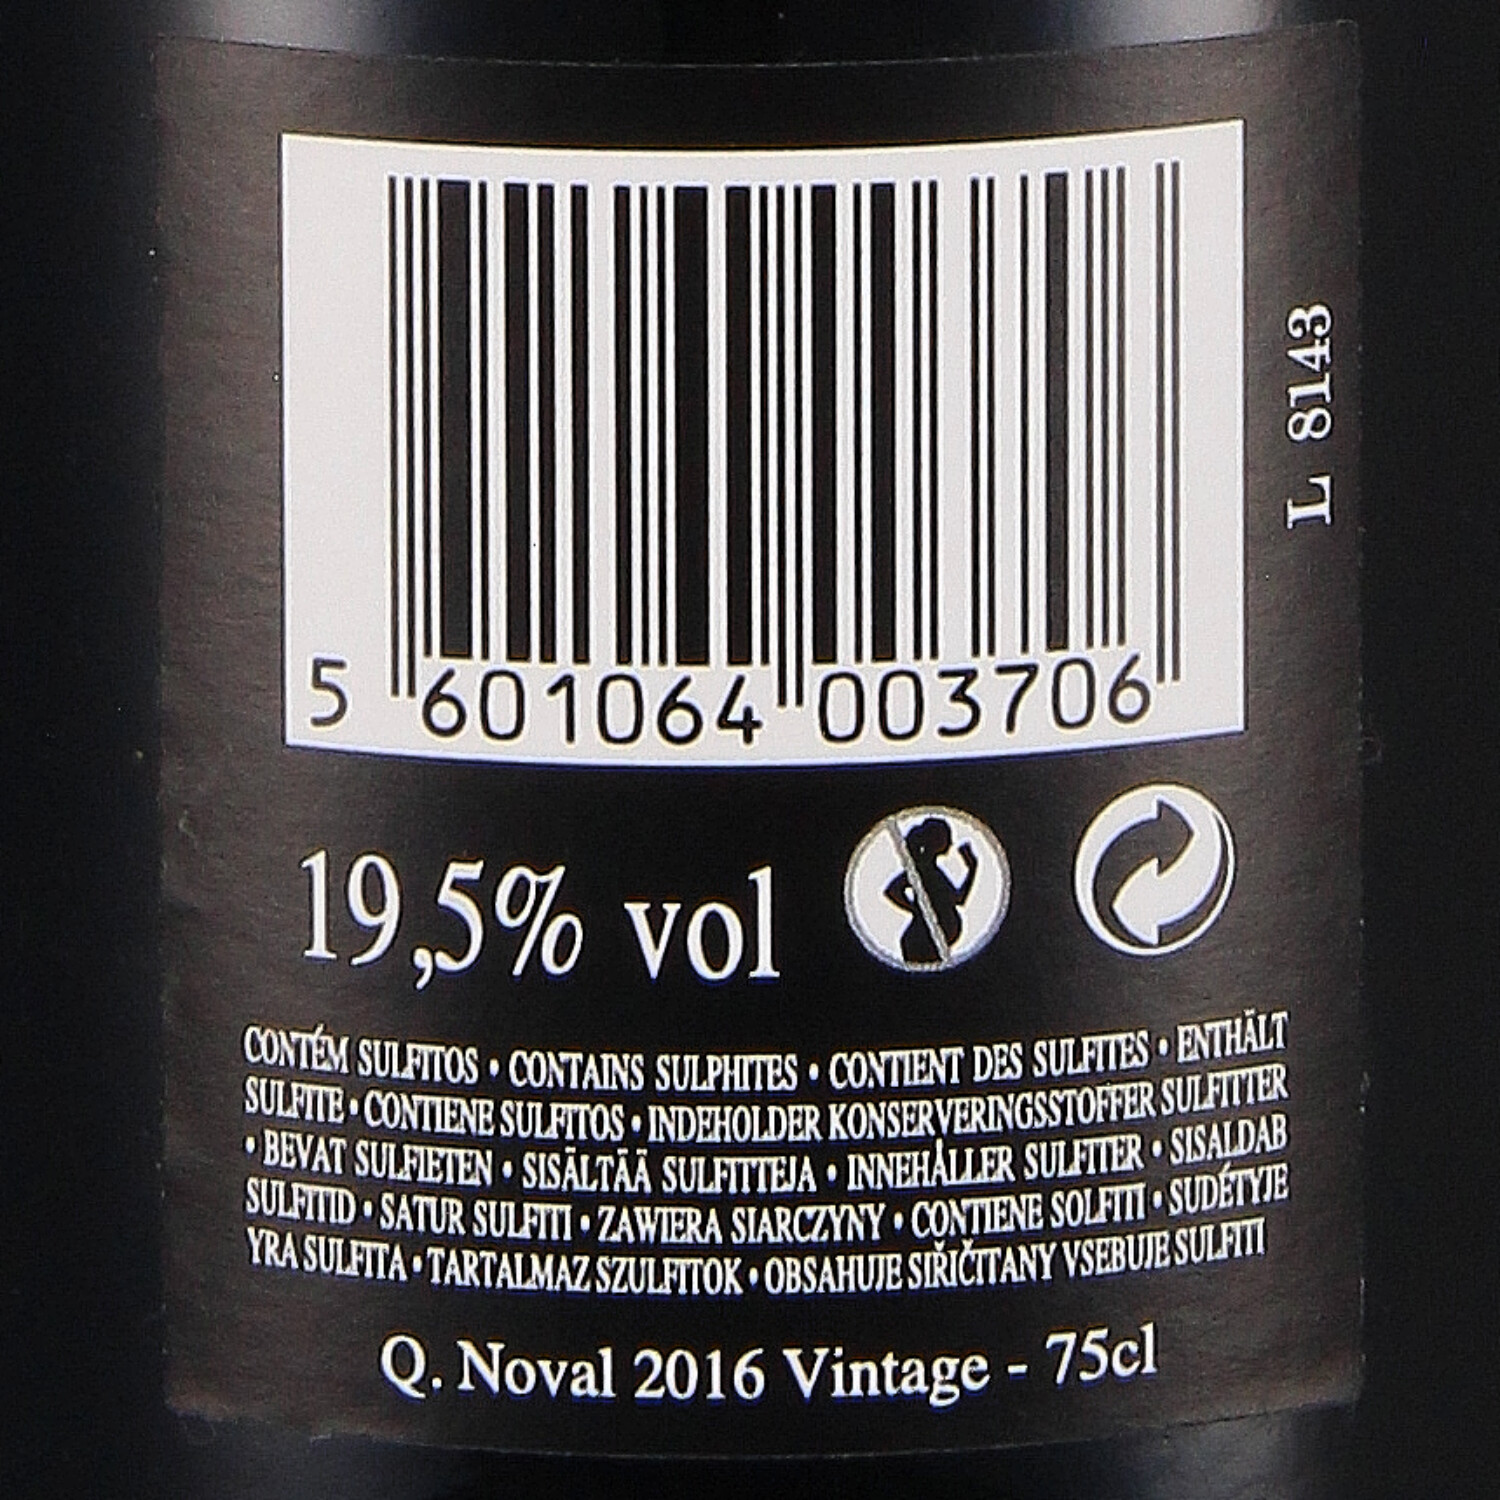 5 601064 003706
L 8143
19,5% vol
CONTÉM SULFITOS • CONTAINS SULPHITES • CONTIENT DES SULFITES • ENTHÄLT
SULFITE • CONTIENE SULFITOS • INDEHOLDER KONSERVERINGSSTOFFER SULFITTER
• BEVAT SULFIETEN • SISÄLTÄÄ SULFITTEJA • INNEHÅLLER SULFITER • SISALDAB
SULFITID • SATUR SULFITI • ZAWIERA SIARCZYNY • CONTIENE SOLFITI • SUDÉTYJE
YRA SULFITA • TARTALMAZ SZULFITTOK • OBSAHUJE SIŘIČITANY VSEBUJE SULFITI
Q. Noval 2016 Vintage - 75cl